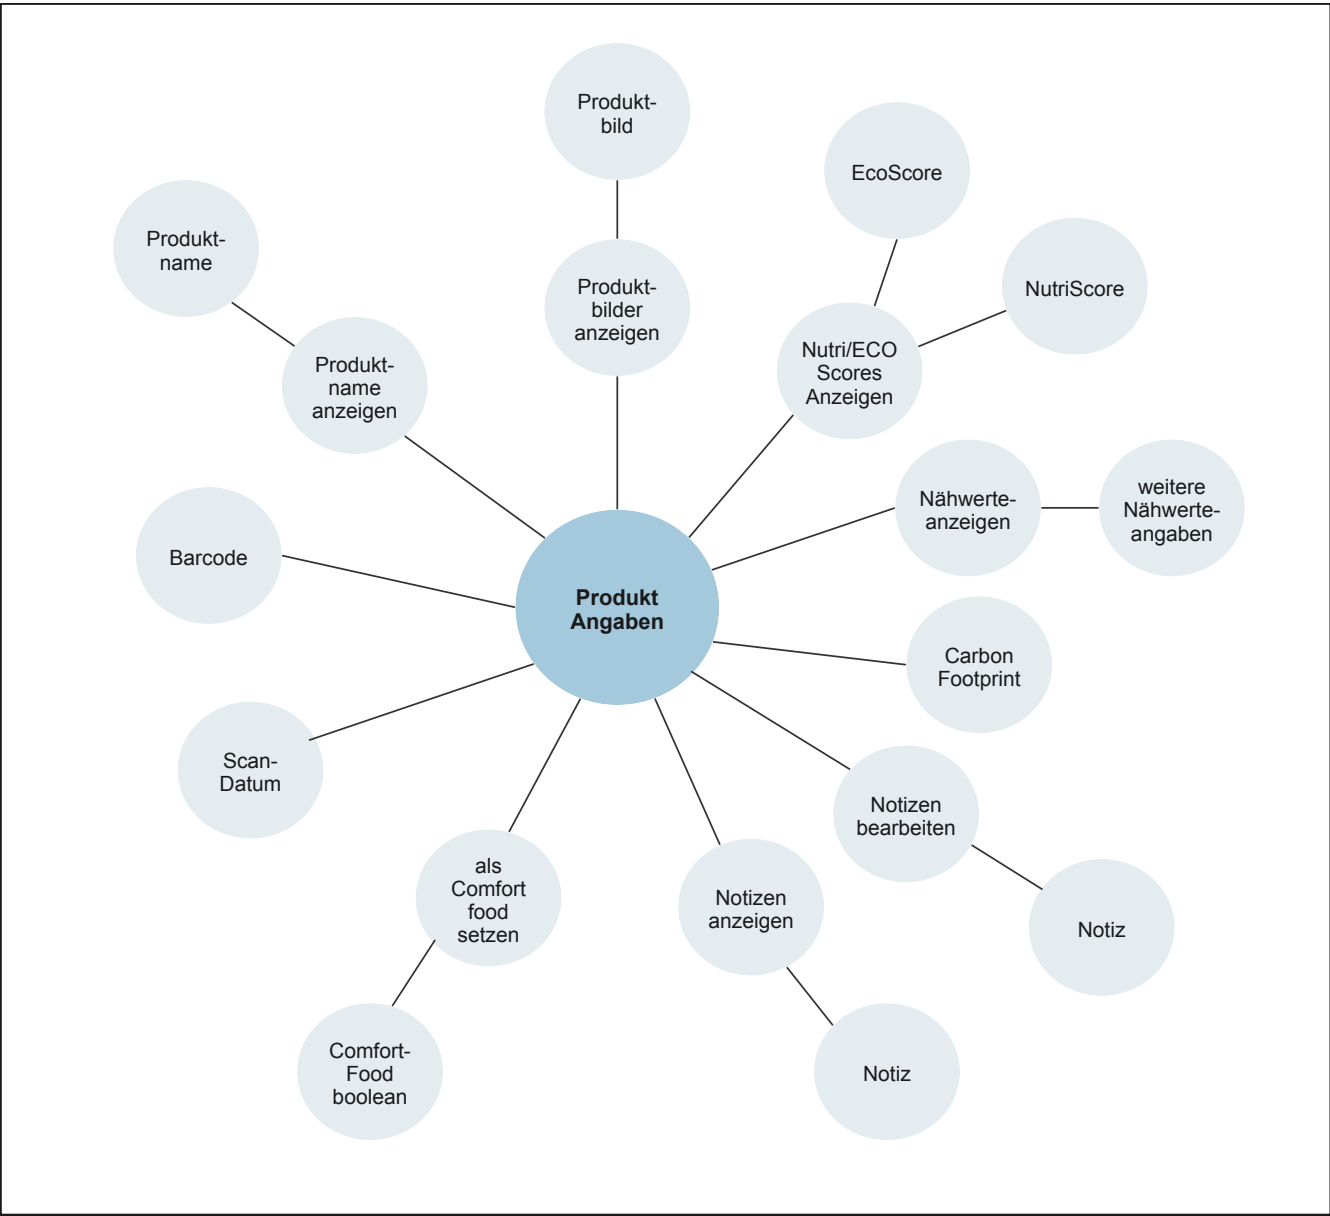 Produkt-
bild
EcoScore
Produkt-
name
NutriScore
Produkt-
bilder
anzeigen
Nutri/ECO
Scores
Anzeigen
Produkt-
name
anzeigen
Nähwerte-
anzeigen
weitere
Nähwerte-
angaben
Barcode
Produkt
Angaben
Carbon
Footprint
Scan-
Datum
Notizen
bearbeiten
als
Comfort
food
setzen
Notizen
anzeigen
Notiz
Comfort-
Food
boolean
Notiz